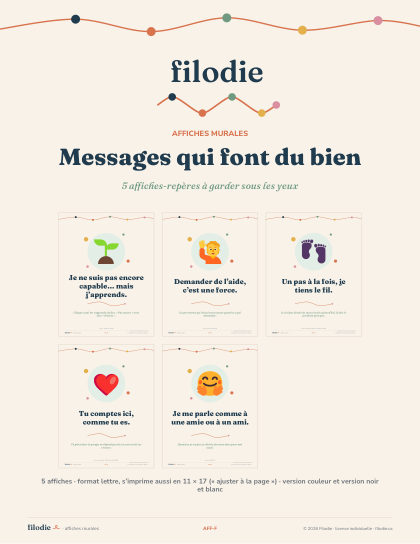 filodie
AFFICHES MURALES
Messages qui font du bien
5 affiches-repères à garder sous les yeux
Je ne suis pas encore
capable... mais
j'apprends.
Demander de l'aide,
c'est une force.
Un pas à la fois, je
tiens le fil.
Tu comptes ici,
comme tu es.
Je me parle comme à
une amie ou à un ami.
5 affiches · format lettre, s'imprime aussi en 11 × 17 (« ajuster à la page ») · version couleur et version noir
et blanc
filodie affiches murales
AFF-F
© 2026 Filodie · licence individuelle · filodie.ca